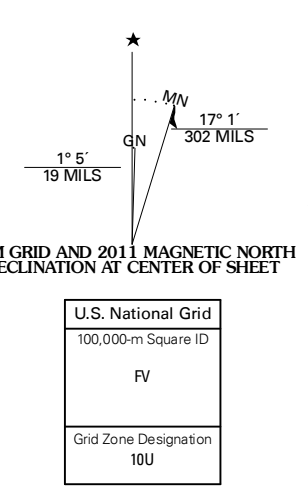 MN
GN
17° 1´
302 MILS
1° 5´
19 MILS
GRID AND 2011 MAGNETIC NORTH
AT CENTER OF SHEET
U.S. National Grid
100,000-m Square ID
FV
Grid Zone Designation
10U